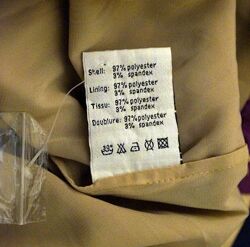 Shell: 97% polyester
3% spandex
Lining: 97% polyester
3% spandex
Tissu: 97% polyester
3% spandex
Doublure: 97% polyester
3% spandex